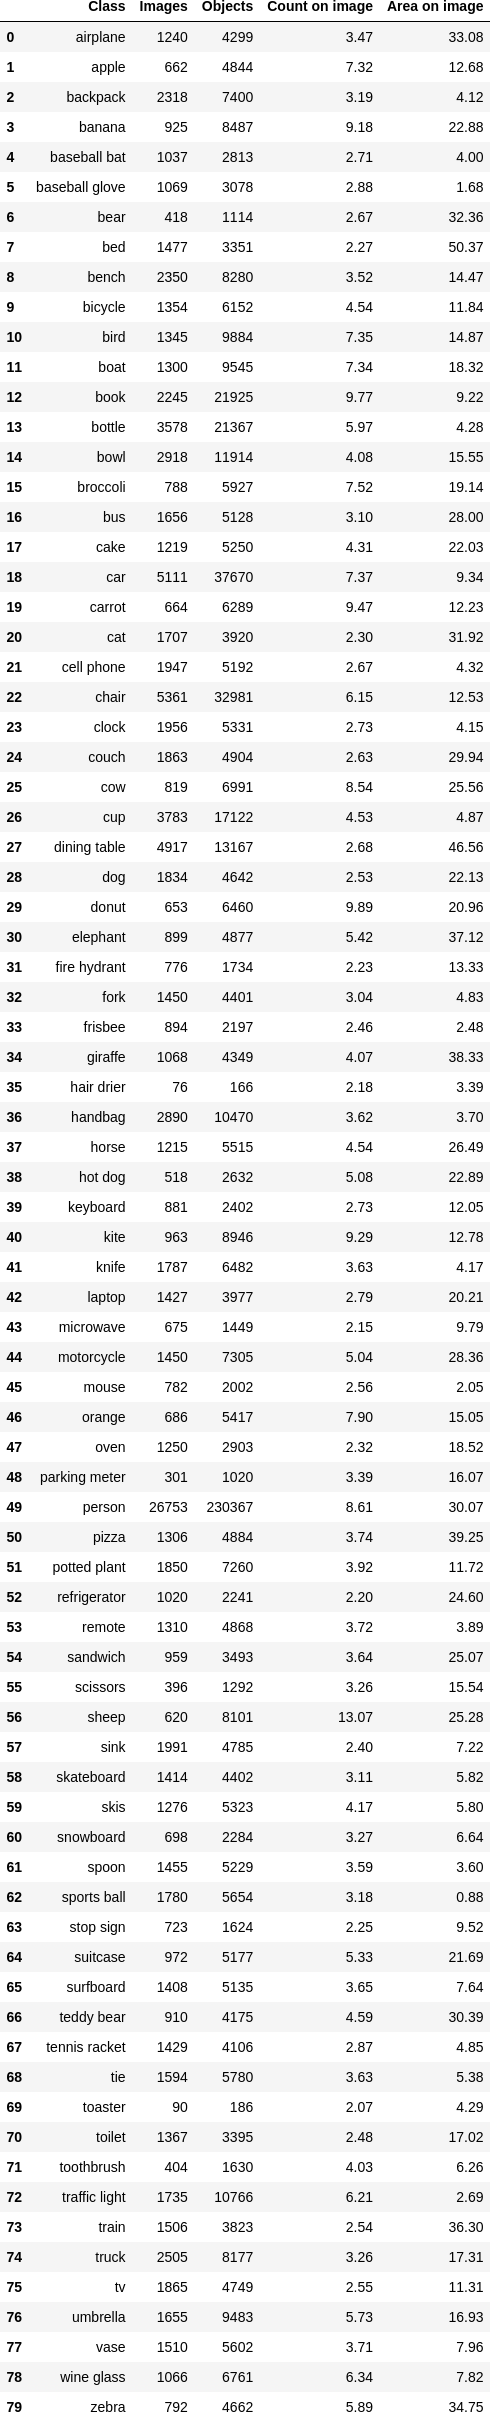 Class Images Objects Count on image Area on image
0 airplane 1240 4299 3.47 33.08
1 apple 662 4844 7.32 12.68
2 backpack 2318 7400 3.19 4.12
3 banana 925 8487 9.18 22.88
4 baseball bat 1037 2813 2.71 4.00
5 baseball glove 1069 3078 2.88 1.68
6 bear 418 1114 2.67 32.36
7 bed 1477 3351 2.27 50.37
8 bench 2350 8280 3.52 14.47
9 bicycle 1354 6152 4.54 11.84
10 bird 1345 9884 7.35 14.87
11 boat 1300 9545 7.34 18.32
12 book 2245 21925 9.77 9.22
13 bottle 3578 21367 5.97 4.28
14 bowl 2918 11914 4.08 15.55
15 broccoli 788 5927 7.52 19.14
16 bus 1656 5128 3.10 28.00
17 cake 1219 5250 4.31 22.03
18 car 5111 37670 7.37 9.34
19 carrot 664 6289 9.47 12.23
20 cat 1707 3920 2.30 31.92
21 cell phone 1947 5192 2.67 4.32
22 chair 5361 32981 6.15 12.53
23 clock 1956 5331 2.73 4.15
24 couch 1863 4904 2.63 29.94
25 cow 819 6991 8.54 25.56
26 cup 3783 17122 4.53 4.87
27 dining table 4917 13167 2.68 46.56
28 dog 1834 4642 2.53 22.13
29 donut 653 6460 9.89 20.96
30 elephant 899 4877 5.42 37.12
31 fire hydrant 776 1734 2.23 13.33
32 fork 1450 4401 3.04 4.83
33 frisbee 894 2197 2.46 2.48
34 giraffe 1068 4349 4.07 38.33
35 hair drier 76 166 2.18 3.39
36 handbag 2890 10470 3.62 3.70
37 horse 1215 5515 4.54 26.49
38 hot dog 518 2632 5.08 22.89
39 keyboard 881 2402 2.73 12.05
40 kite 963 8946 9.29 12.78
41 knife 1787 6482 3.63 4.17
42 laptop 1427 3977 2.79 20.21
43 microwave 675 1449 2.15 9.79
44 motorcycle 1450 7305 5.04 28.36
45 mouse 782 2002 2.56 2.05
46 orange 686 5417 7.90 15.05
47 oven 1250 2903 2.32 18.52
48 parking meter 301 1020 3.39 16.07
49 person 26753 230367 8.61 30.07
50 pizza 1306 4884 3.74 39.25
51 potted plant 1850 7260 3.92 11.72
52 refrigerator 1020 2241 2.20 24.60
53 remote 1310 4868 3.72 3.89
54 sandwich 959 3493 3.64 25.07
55 scissors 396 1292 3.26 15.54
56 sheep 620 8101 13.07 25.28
57 sink 1991 4785 2.40 7.22
58 skateboard 1414 4402 3.11 5.82
59 skis 1276 5323 4.17 5.80
60 snowboard 698 2284 3.27 6.64
61 spoon 1455 5229 3.59 3.60
62 sports ball 1780 5654 3.18 0.88
63 stop sign 723 1624 2.25 9.52
64 suitcase 972 5177 5.33 21.69
65 surfboard 1408 5135 3.65 7.64
66 teddy bear 910 4175 4.59 30.39
67 tennis racket 1429 4106 2.87 4.85
68 tie 1594 5780 3.63 5.38
69 toaster 90 186 2.07 4.29
70 toilet 1367 3395 2.48 17.02
71 toothbrush 404 1630 4.03 6.26
72 traffic light 1735 10766 6.21 2.69
73 train 1506 3823 2.54 36.30
74 truck 2505 8177 3.26 17.31
75 tv 1865 4749 2.55 11.31
76 umbrella 1655 9483 5.73 16.93
77 vase 1510 5602 3.71 7.96
78 wine glass 1066 6761 6.34 7.82
79 zebra 792 4662 5.89 34.75